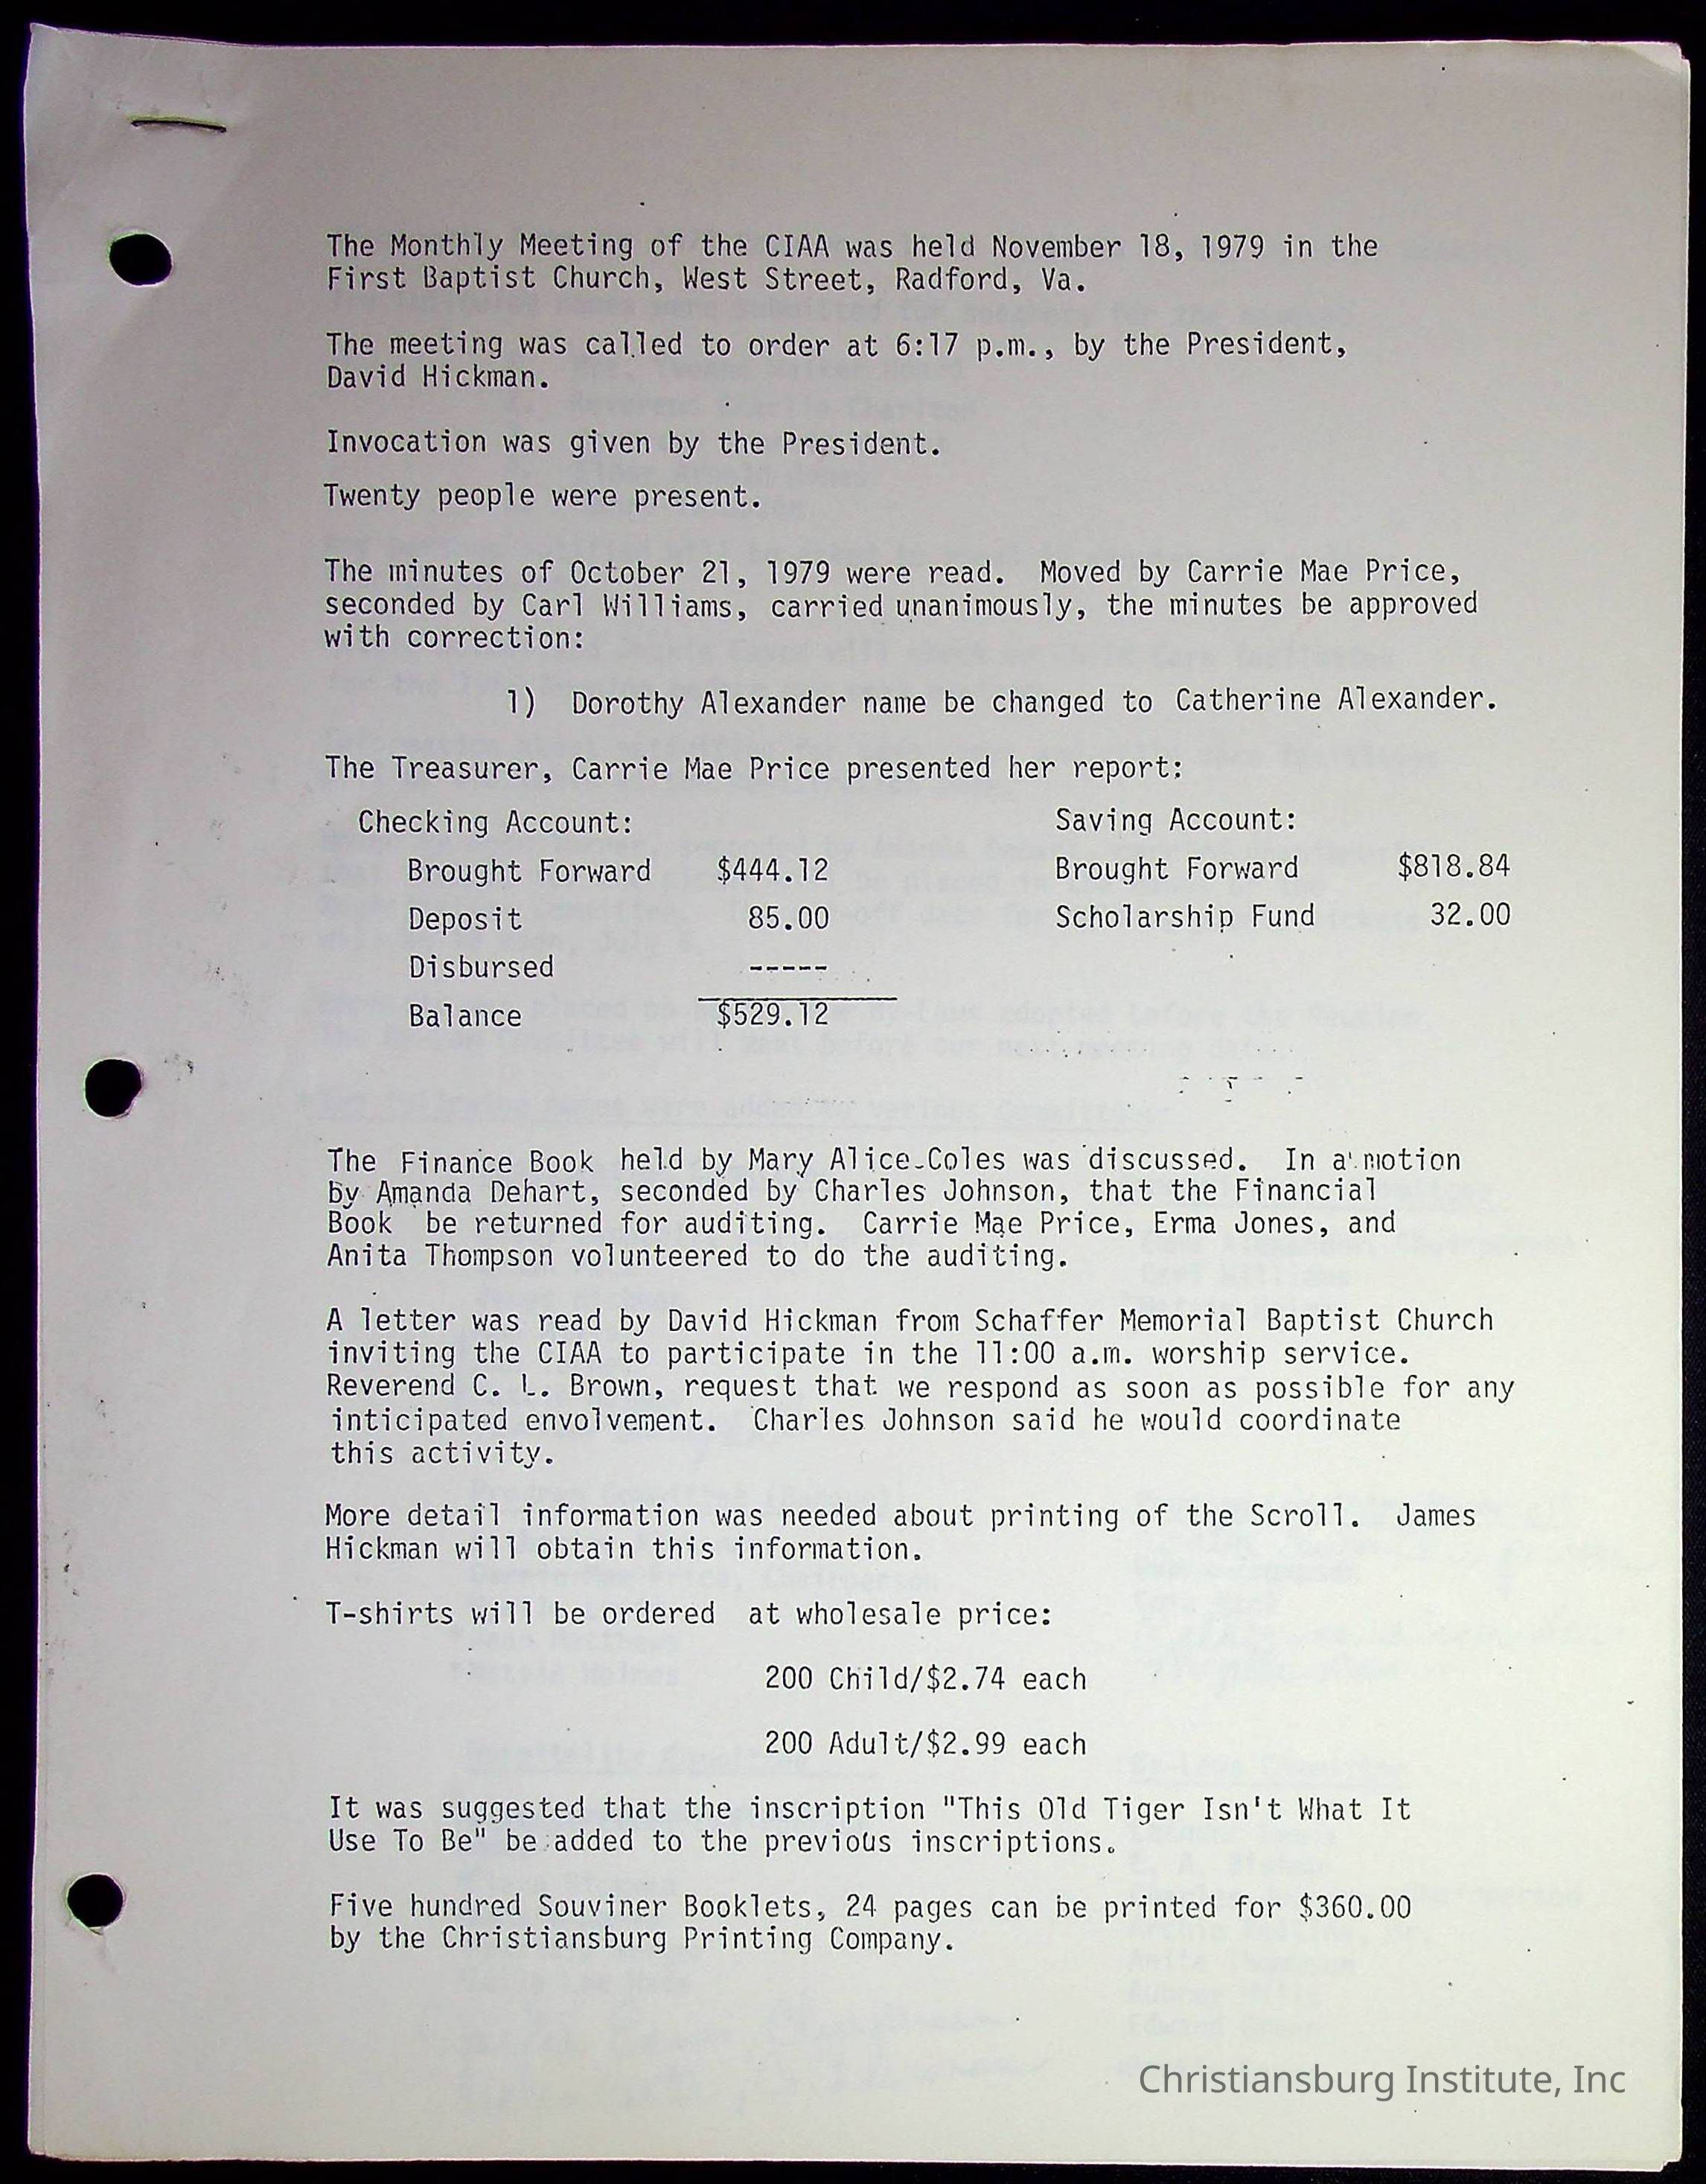 The Monthly Meeting of the CIAA was held November 18, 1979 in the
First Baptist Church, West Street, Radford, Va.
The meeting was called to order at 6:17 p.m., by the President,
David Hickman.
Invocation was given by the President.
Twenty people were present.
The minutes of October 21, 1979 were read. Moved by Carrie Mae Price,
seconded by Carl Williams, carried unanimously, the minutes be approved
with correction:
1) Dorothy Alexander name be changed to Catherine Alexander.
The Treasurer, Carrie Mae Price presented her report:
Checking Account: Saving Account:
Brought Forward $444.12 Brought Forward $818.84
Deposit 85.00 Scholarship Fund 32.00
Disbursed -----
Balance $529.12
The Finance Book held by Mary Alice Coles was discussed. In a motion
by Amanda Dehart, seconded by Charles Johnson, that the Financial
Book be returned for auditing. Carrie Mae Price, Erma Jones, and
Anita Thompson volunteered to do the auditing.
A letter was read by David Hickman from Schaffer Memorial Baptist Church
inviting the CIAA to participate in the 11:00 a.m. worship service.
Reverend C. L. Brown, request that we respond as soon as possible for any
inticipated envolvement. Charles Johnson said he would coordinate
this activity.
More detail information was needed about printing of the Scroll. James
Hickman will obtain this information.
T-shirts will be ordered at wholesale price:
200 Child/$2.74 each
200 Adult/$2.99 each
It was suggested that the inscription "This Old Tiger Isn't What It
Use To Be" be added to the previous inscriptions.
Five hundred Souviner Booklets, 24 pages can be printed for $360.00
by the Christiansburg Printing Company.
Christiansburg Institute, Inc